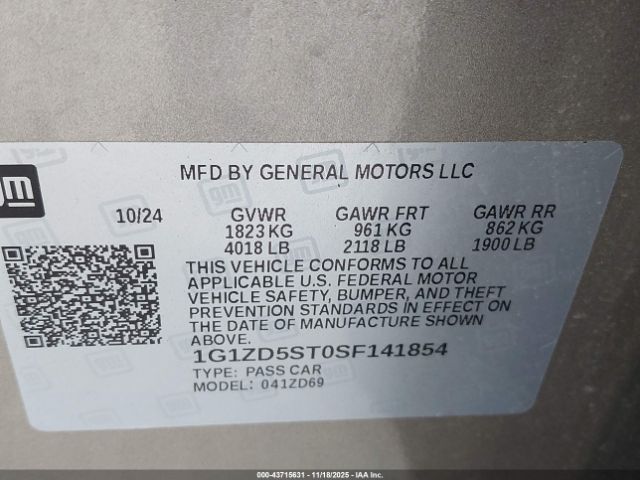 gm
MFD BY GENERAL MOTORS LLC
10/24 GVWR GAWR FRT GAWR RR
1823 KG 961 KG 862 KG
4018 LB 2118 LB 1900 LB
THIS VEHICLE CONFORMS TO ALL
APPLICABLE U.S. FEDERAL MOTOR
VEHICLE SAFETY, BUMPER, AND THEFT
PREVENTION STANDARDS IN EFFECT ON
THE DATE OF MANUFACTURE SHOWN
ABOVE.
1G1ZD5ST0SF141854
TYPE: PASS CAR
MODEL: 041ZD69
000-43715631 - 11/18/2025 - IAA Inc.